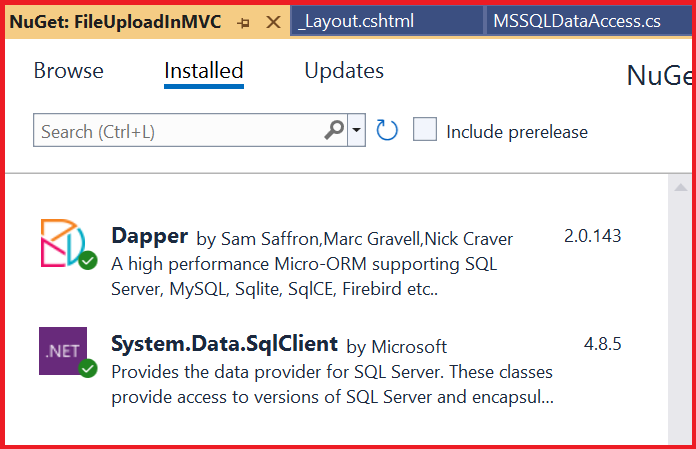 NuGet: FileUploadInMVC
_Layout.cshtml
MSSQLDataAccess.cs
Browse
Installed
Updates
NuGe
Search (Ctrl+L)
Include prerelease
Dapper by Sam Saffron,Marc Gravell,Nick Craver 2.0.143
A high performance Micro-ORM supporting SQL
Server, MySQL, Sqlite, SqlCE, Firebird etc..
.NET
System.Data.SqlClient by Microsoft 4.8.5
Provides the data provider for SQL Server. These classes
provide access to versions of SQL Server and encapsul...